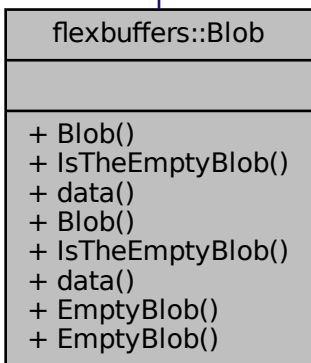 flexbuffers::Blob
+ Blob()
+ IsTheEmptyBlob()
+ data()
+ Blob()
+ IsTheEmptyBlob()
+ data()
+ EmptyBlob()
+ EmptyBlob()